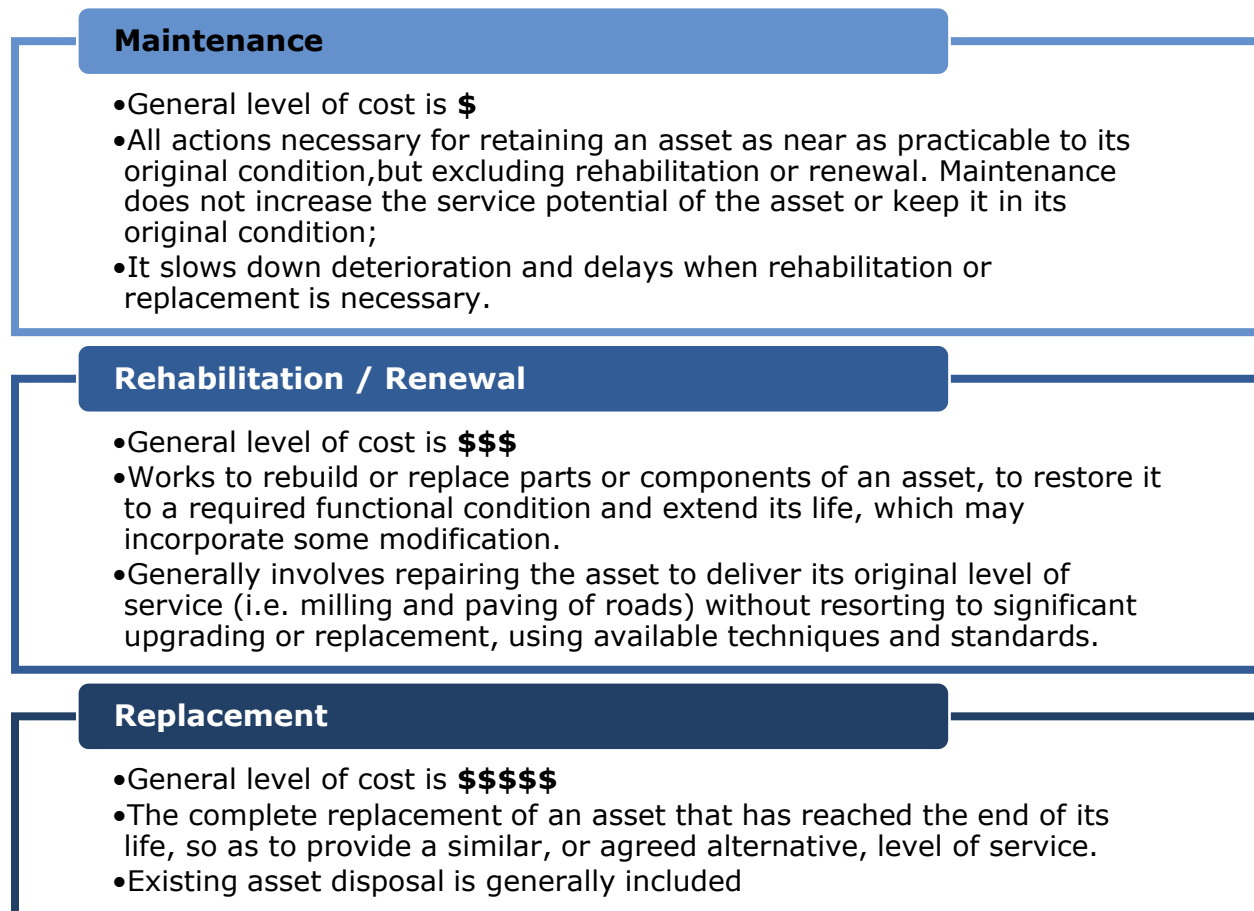 Maintenance
•General level of cost is $
•All actions necessary for retaining an asset as near as practicable to its
original condition,but excluding rehabilitation or renewal. Maintenance
does not increase the service potential of the asset or keep it in its
original condition;
•It slows down deterioration and delays when rehabilitation or
replacement is necessary.
Rehabilitation / Renewal
•General level of cost is $$$
•Works to rebuild or replace parts or components of an asset, to restore it
to a required functional condition and extend its life, which may
incorporate some modification.
•Generally involves repairing the asset to deliver its original level of
service (i.e. milling and paving of roads) without resorting to significant
upgrading or replacement, using available techniques and standards.
Replacement
•General level of cost is $$$$$
•The complete replacement of an asset that has reached the end of its
life, so as to provide a similar, or agreed alternative, level of service.
•Existing asset disposal is generally included